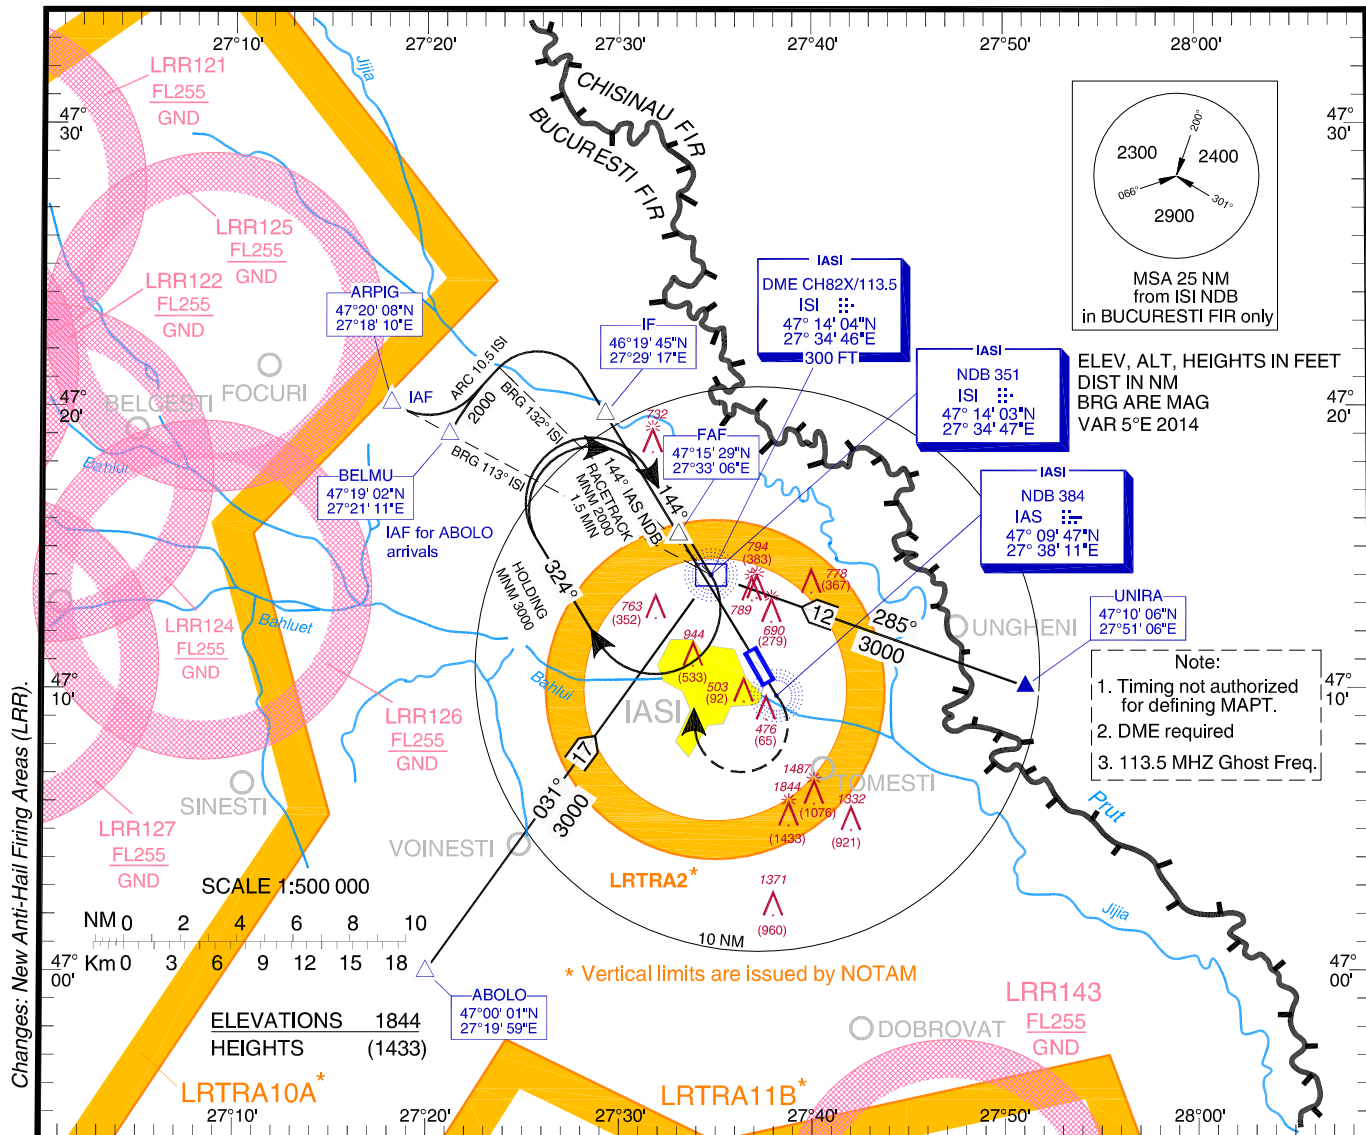 27°10'
27°20'
27°30'
27°40'
27°50'
28°00'
47°
30'
47°
30'
LRR121
FL255
GND
Jijia
CHISINAU FIR
BUCURESTI FIR
2300
2400
2900
200°
066°
301°
MSA 25 NM
from ISI NDB
in BUCURESTI FIR only
LRR125
FL255
GND
LRR122
FL255
GND
ARPIG
47°20' 08"N
27°18' 10"E
IF
46°19' 45"N
27°29' 17"E
IASI
DME CH82X/113.5
ISI
47° 14' 04"N
27° 34' 46"E
300 FT
IASI
NDB 351
ISI
47° 14' 03"N
27° 34' 47"E
ELEV, ALT, HEIGHTS IN FEET
DIST IN NM
BRG ARE MAG
VAR 5°E 2014
FOCURI
BELCESTI
47°
20'
47°
20'
IAF
ARC 10.5 ISI
2000
BRG 132° ISI
BRG 113° ISI
732
FAF
47°15' 29"N
27°33' 06"E
Bahlui
BELMU
47°19' 02"N
27°21' 11"E
IAF for ABOLO
arrivals
144° IAS NDB
RACETRACK
MNM 2000
1.5 MIN
144°
IASI
NDB 384
IAS
47° 09' 47"N
27° 38' 11"E
324°
HOLDING
MNM 3000
794
(383)
789
778
(367)
763
(352)
690
(279)
12
285°
3000
UNIRA
47°10' 06"N
27°51' 06"E
UNGHENI
LRR124
FL255
GND
Bahluet
944
(533)
503
(92)
476
(65)
Bahlui
IASI
Note:
1. Timing not authorized
for defining MAPT.
2. DME required
3. 113.5 MHZ Ghost Freq.
47°
10'
47°
10'
LRR126
FL255
GND
17
031°
3000
SINESTI
1487
(1076)
1844
(1433)
1332
(921)
TOMESTI
Prut
LRR127
FL255
GND
VOINESTI
LRTRA2*
1371
(960)
SCALE 1:500 000
NM 0 2 4 6 8 10
Km 0 3 6 9 12 15 18
10 NM
Jijia
* Vertical limits are issued by NOTAM
47°
00'
47°
00'
ABOLO
47°00' 01"N
27°19' 59"E
ELEVATIONS 1844
HEIGHTS (1433)
LRR143
FL255
GND
DOBROVAT
LRTRA10A*
LRTRA11B*
27°10'
27°20'
27°30'
27°40'
27°50'
28°00'
Changes: New Anti-Hail Firing Areas (LRR).